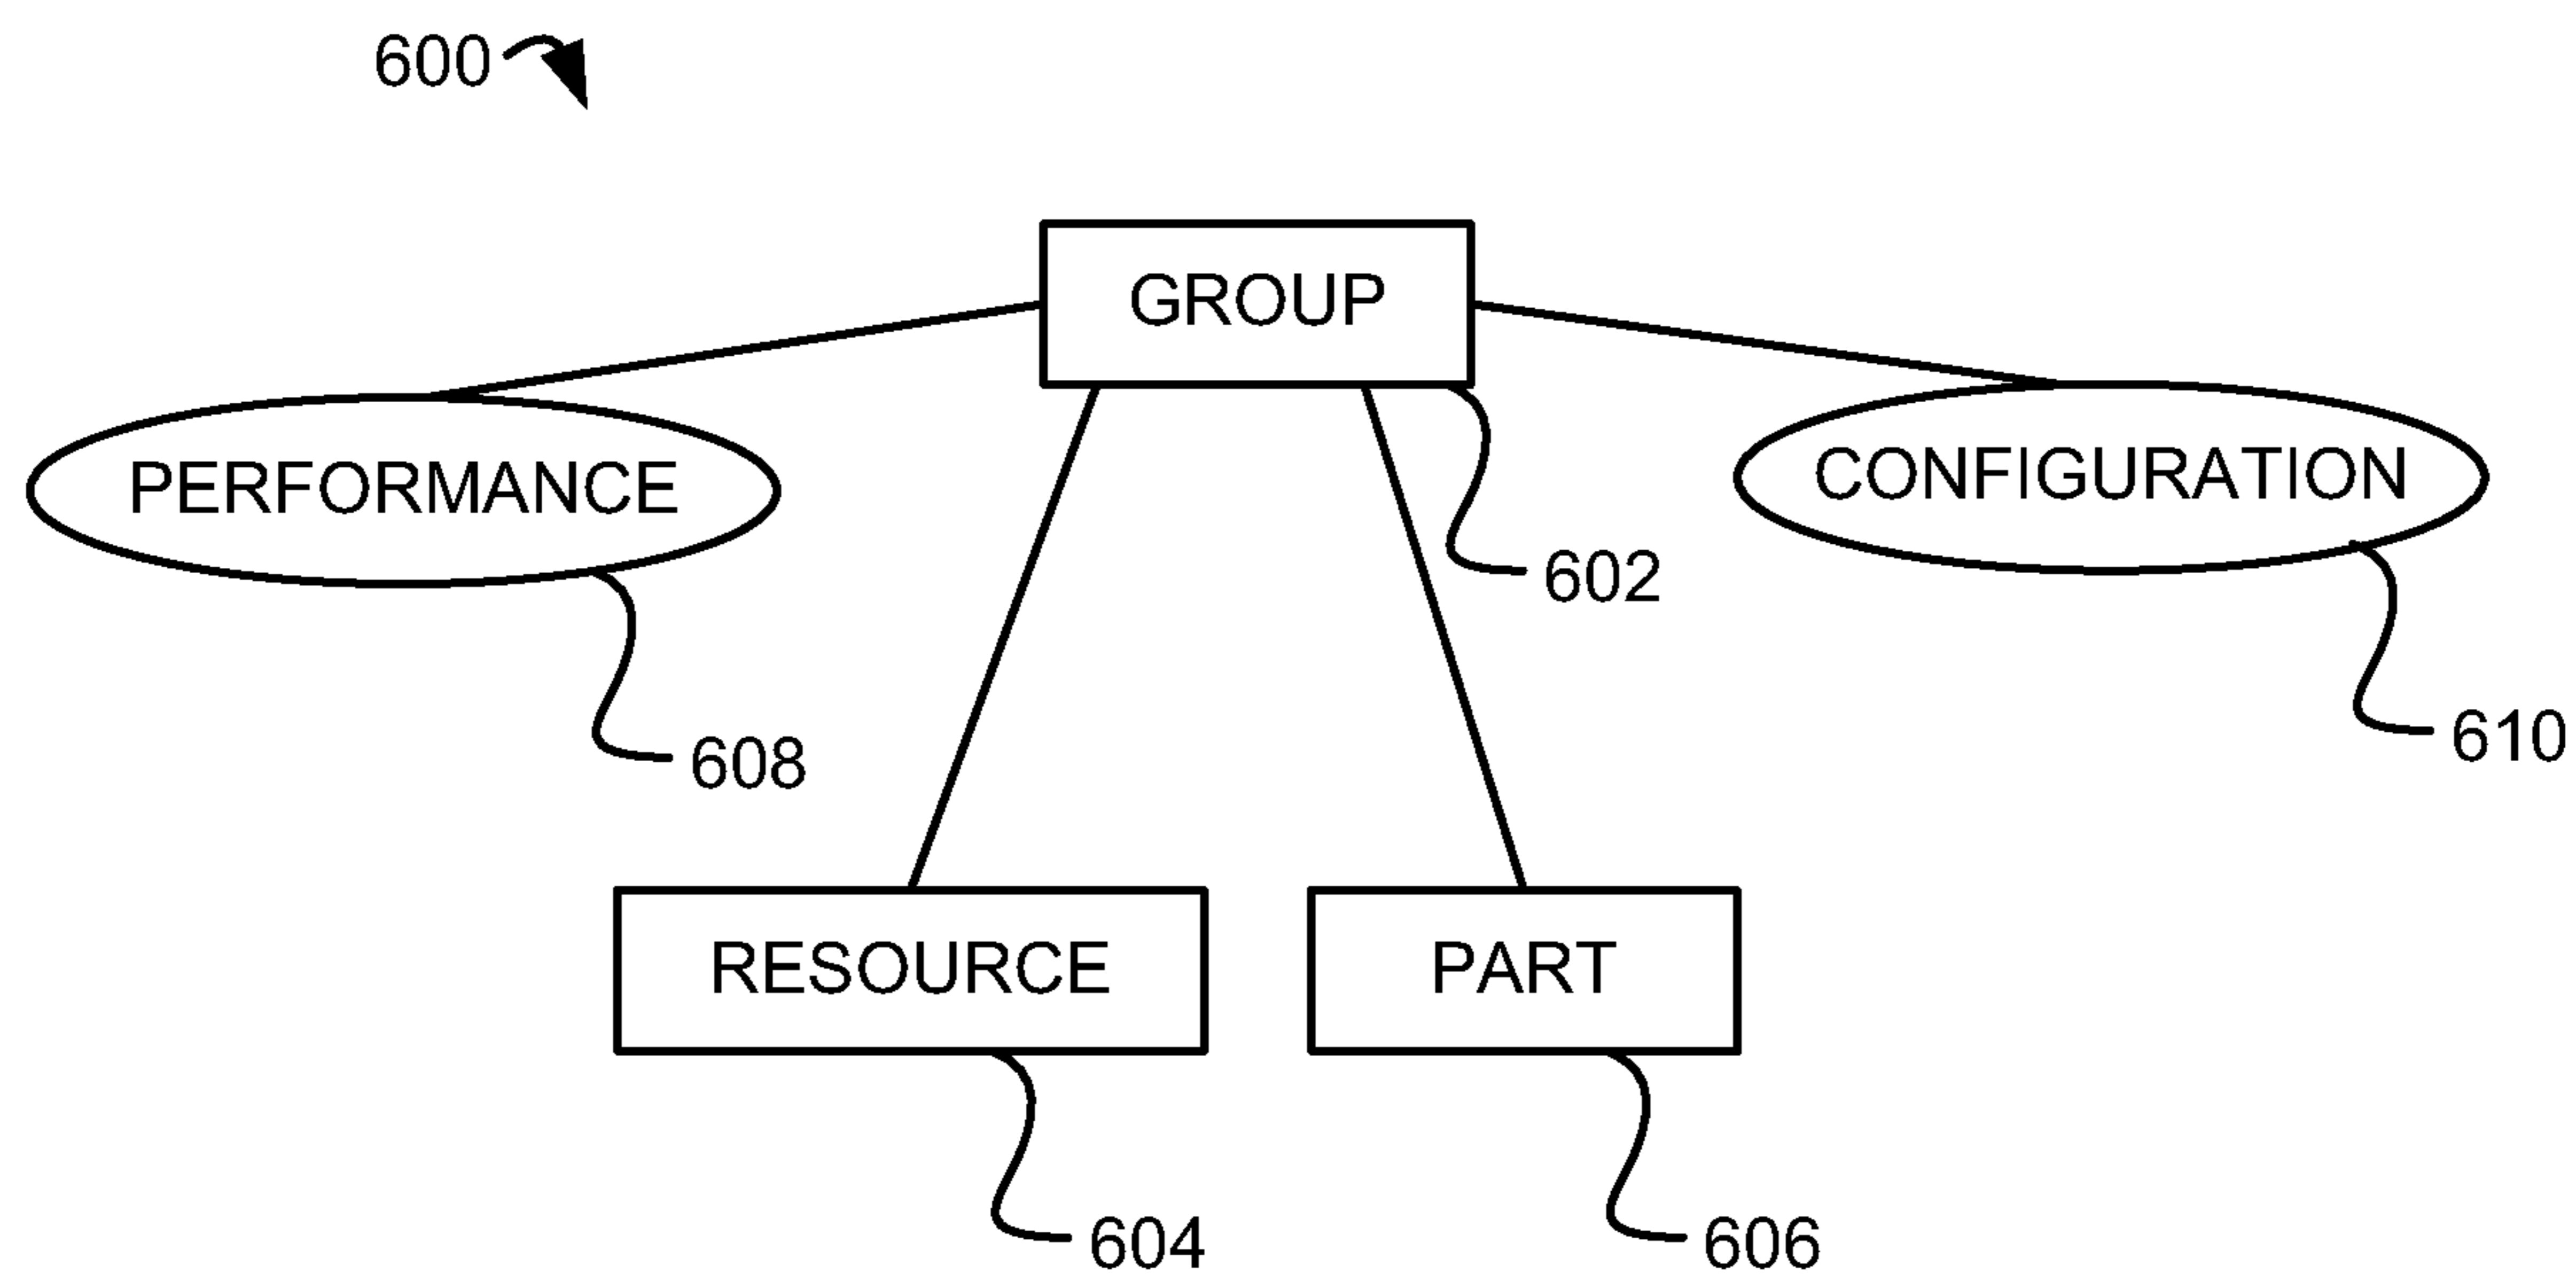 600
GROUP
PERFORMANCE
CONFIGURATION
602
608
610
RESOURCE
PART
604
606